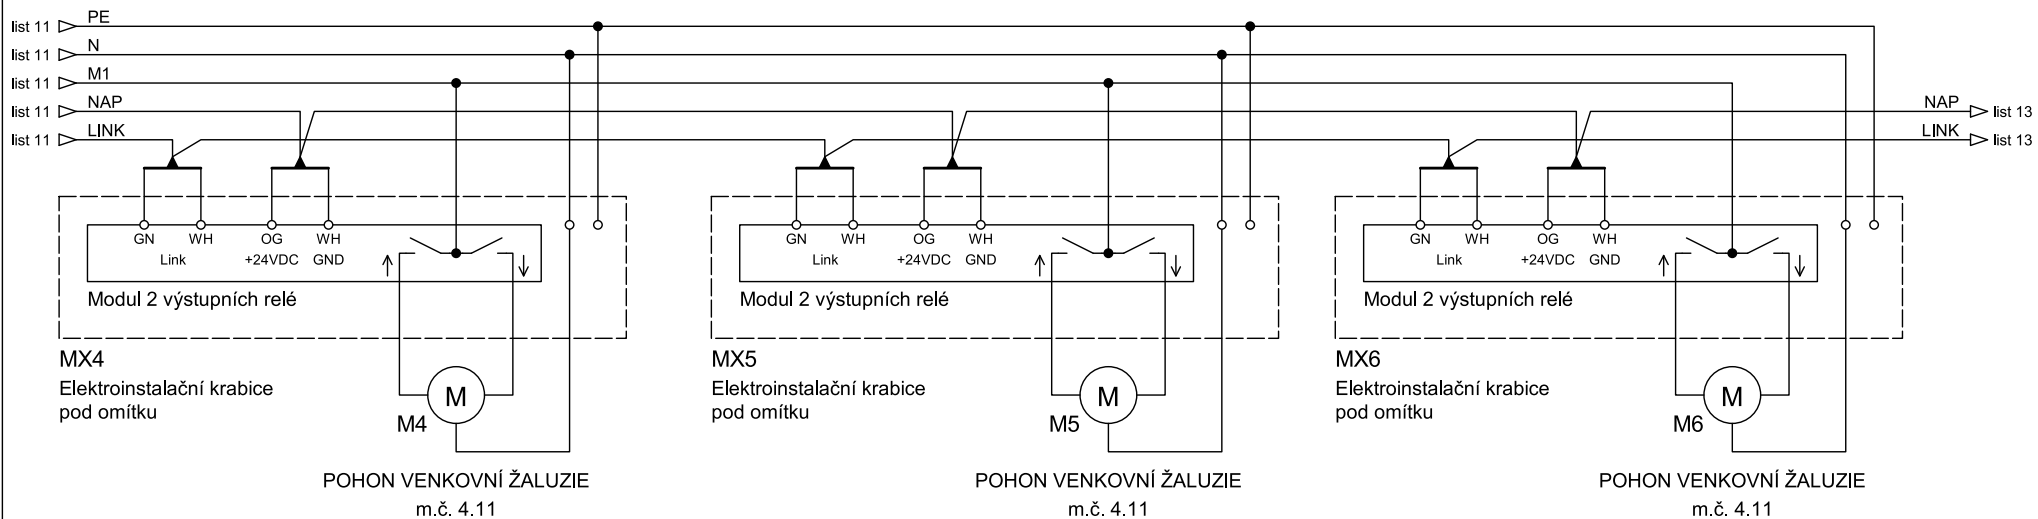 list 11 PE
list 11 N
list 11 M1
list 11 NAP
NAP list 13
list 11 LINK
LINK list 13
GN WH OG WH
Link +24VDC GND
Modul 2 výstupních relé
MX4
Elektroinstalační krabice
pod omítku
M
M4
POHON VENKOVNÍ ŽALUZIE
m.č. 4.11
GN WH OG WH
Link +24VDC GND
Modul 2 výstupních relé
MX5
Elektroinstalační krabice
pod omítku
M
M5
POHON VENKOVNÍ ŽALUZIE
m.č. 4.11
GN WH OG WH
Link +24VDC GND
Modul 2 výstupních relé
MX6
Elektroinstalační krabice
pod omítku
M
M6
POHON VENKOVNÍ ŽALUZIE
m.č. 4.11